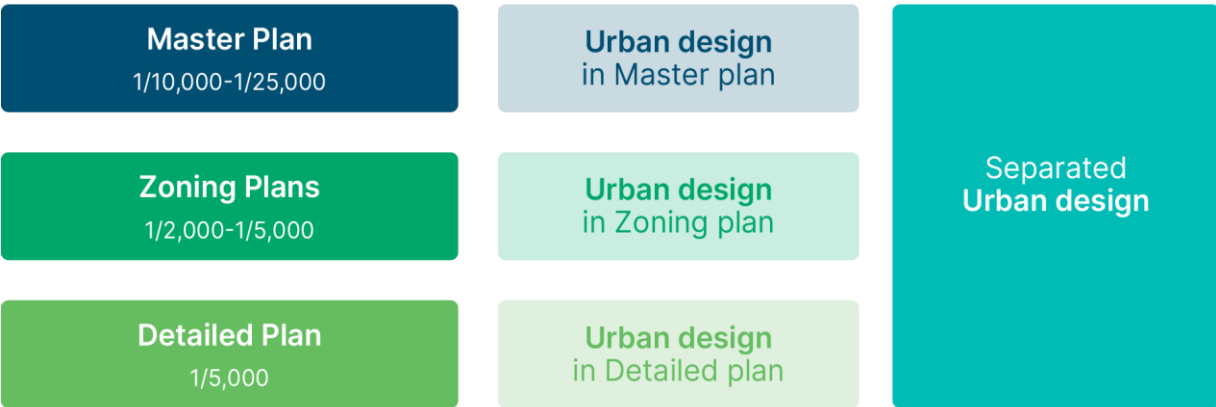 Master Plan
1/10,000-1/25,000
Urban design
in Master plan
Zoning Plans
1/2,000-1/5,000
Urban design
in Zoning plan
Separated
Urban design
Detailed Plan
1/5,000
Urban design
in Detailed plan